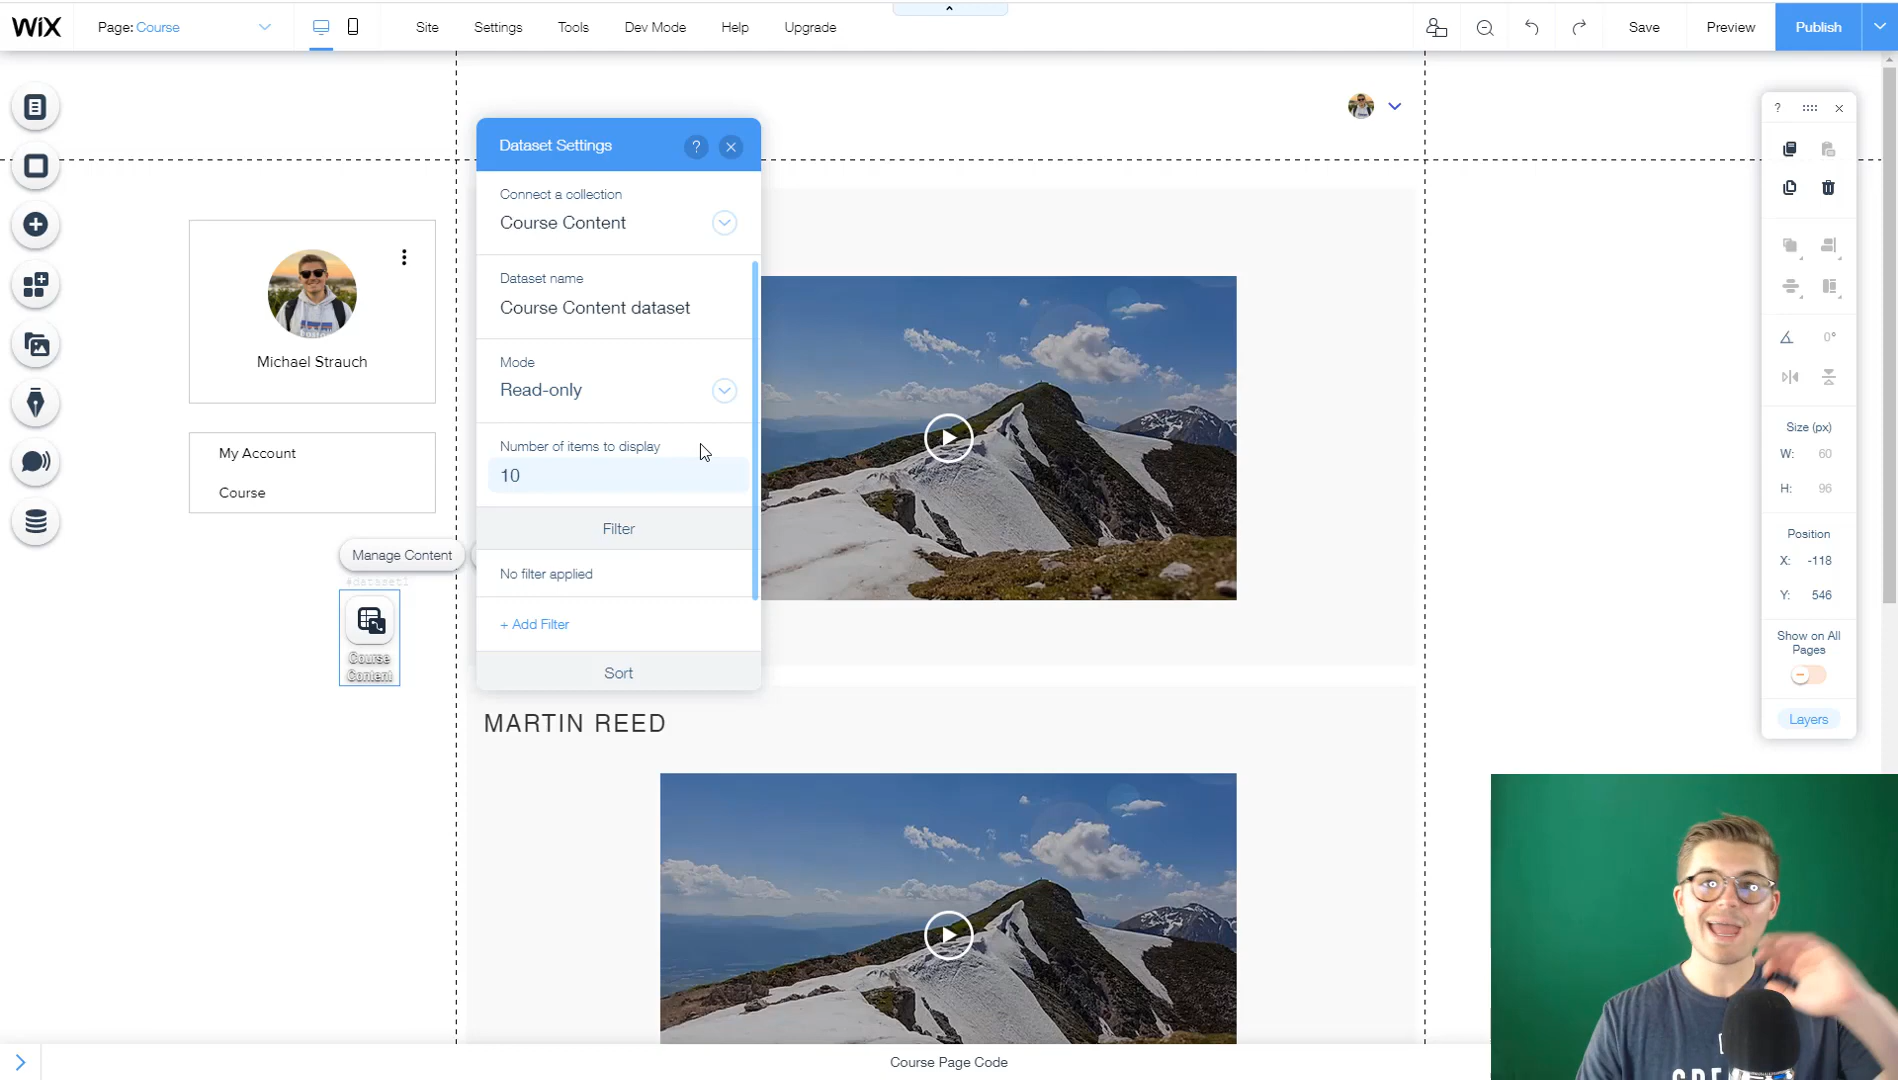 WiX
Page: Course
Site
Settings
Tools
Dev Mode
Help
Upgrade
Save
Preview
Publish
Dataset Settings
?
Connect a collection
Course Content
Dataset name
Course Content dataset
Mode
Read-only
Number of items to display
10
Filter
No filter applied
+ Add Filter
Sort
Michael Strauch
My Account
Course
Manage Content
#dataset1
Course
Content
MARTIN REED
?
0°
Size (px)
W: 60
H: 96
Position
X: -118
Y: 546
Show on All
Pages
Layers
Course Page Code